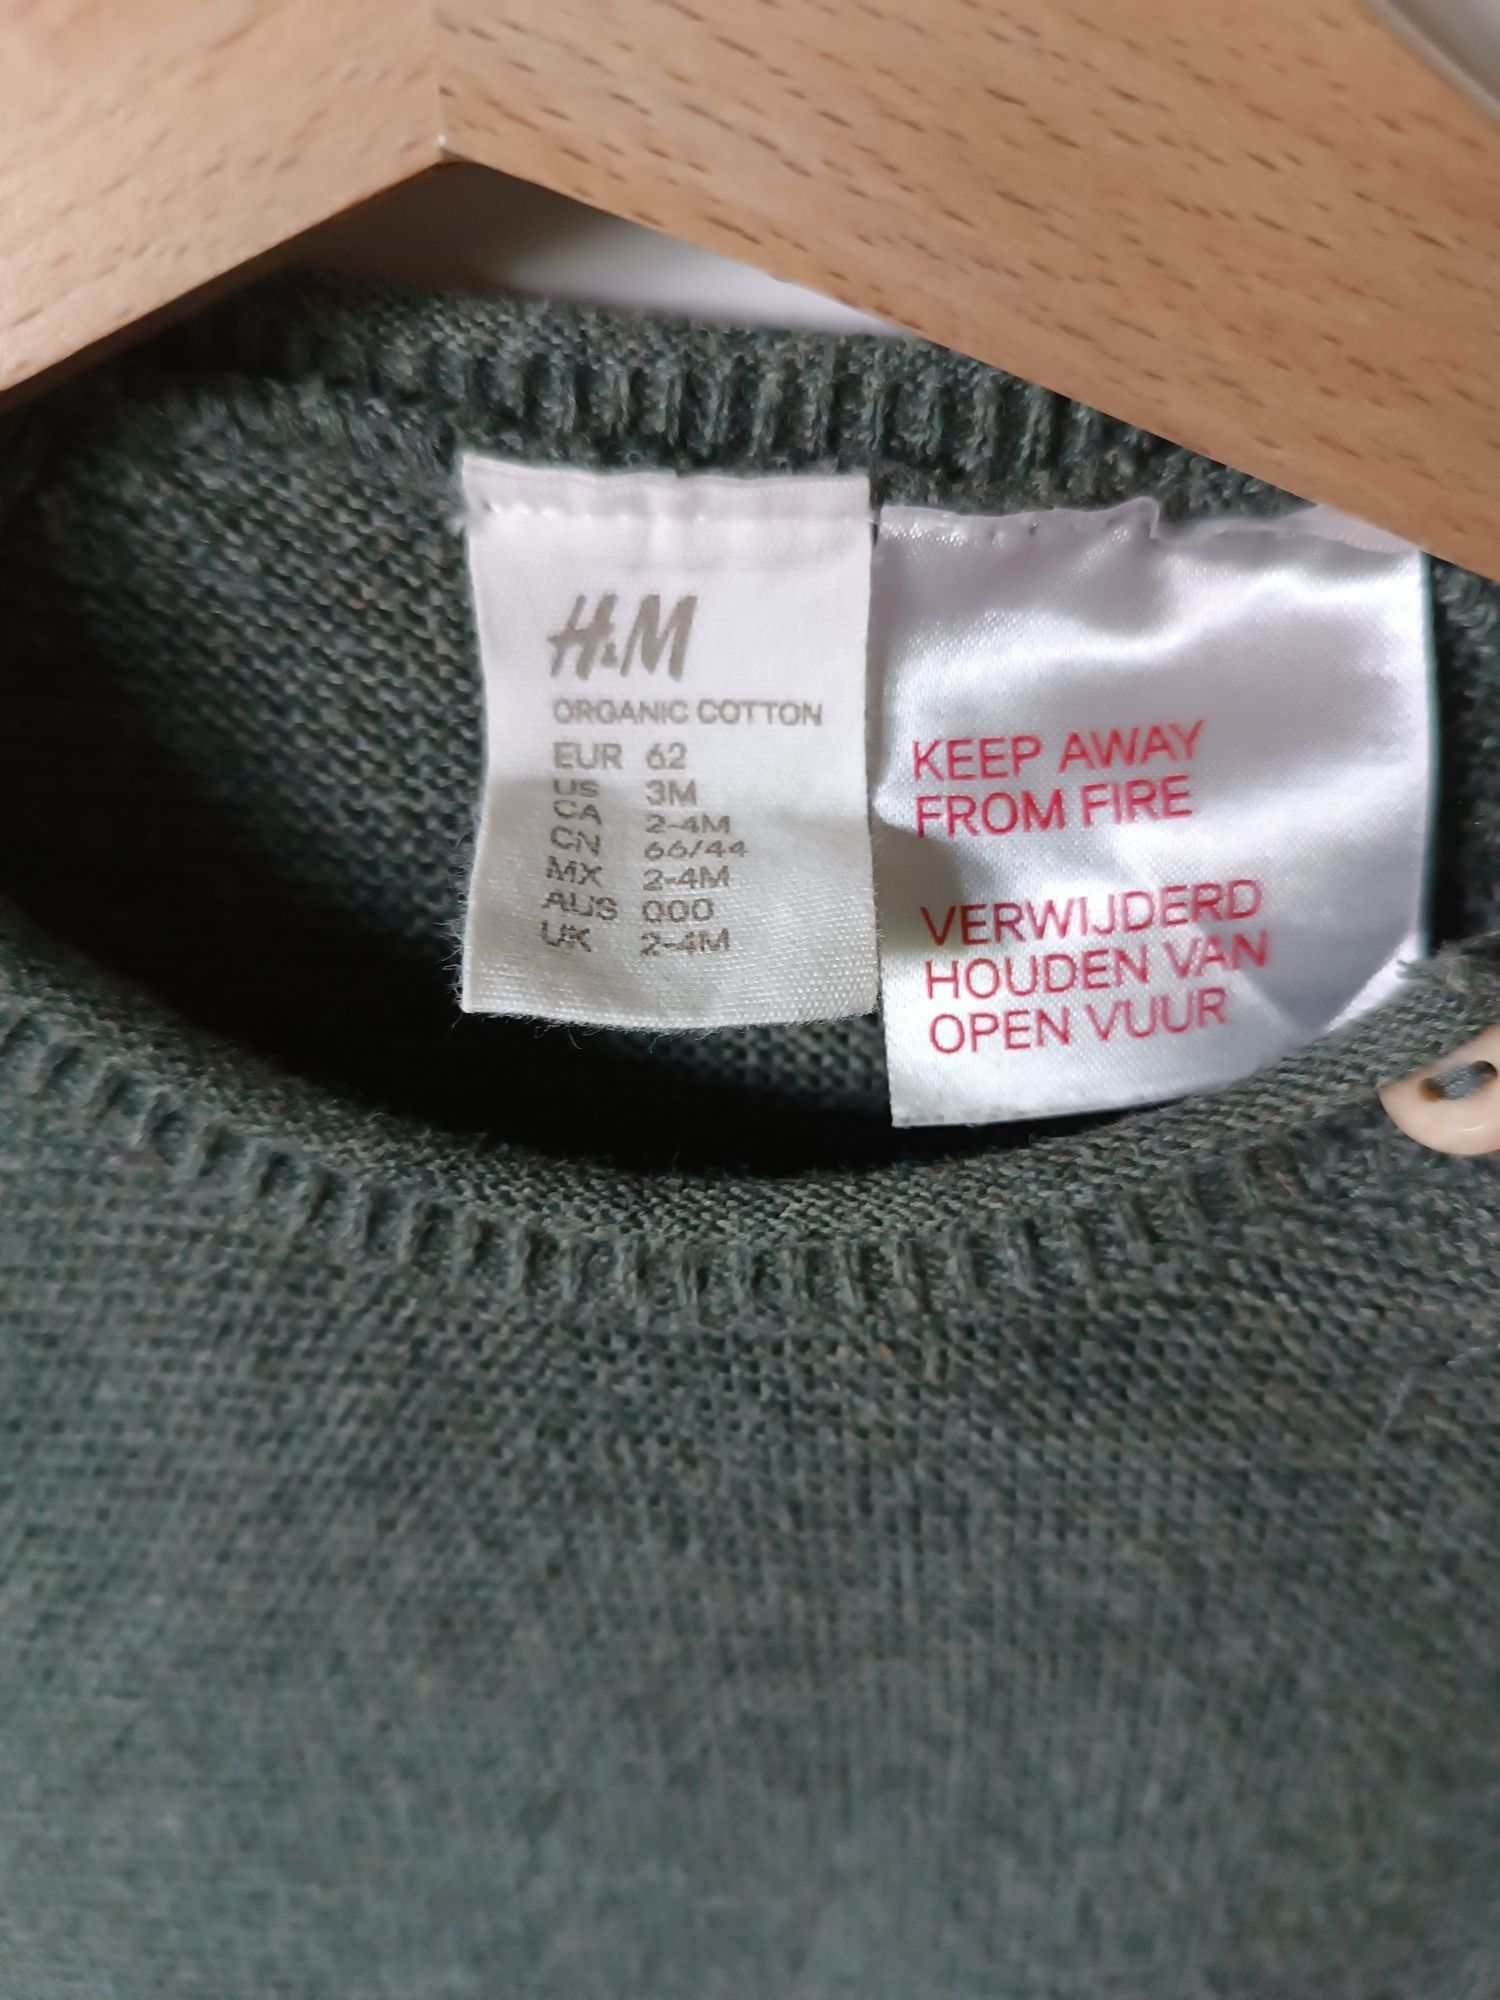 H&M
ORGANIC COTTON
EUR 62
US 3M
CA 2-4M
CN 66/44
MX 2-4M
AUS 000
UK 2-4M
KEEP AWAY
FROM FIRE
VERWIJDERD
HOUDEN VAN
OPEN VUUR